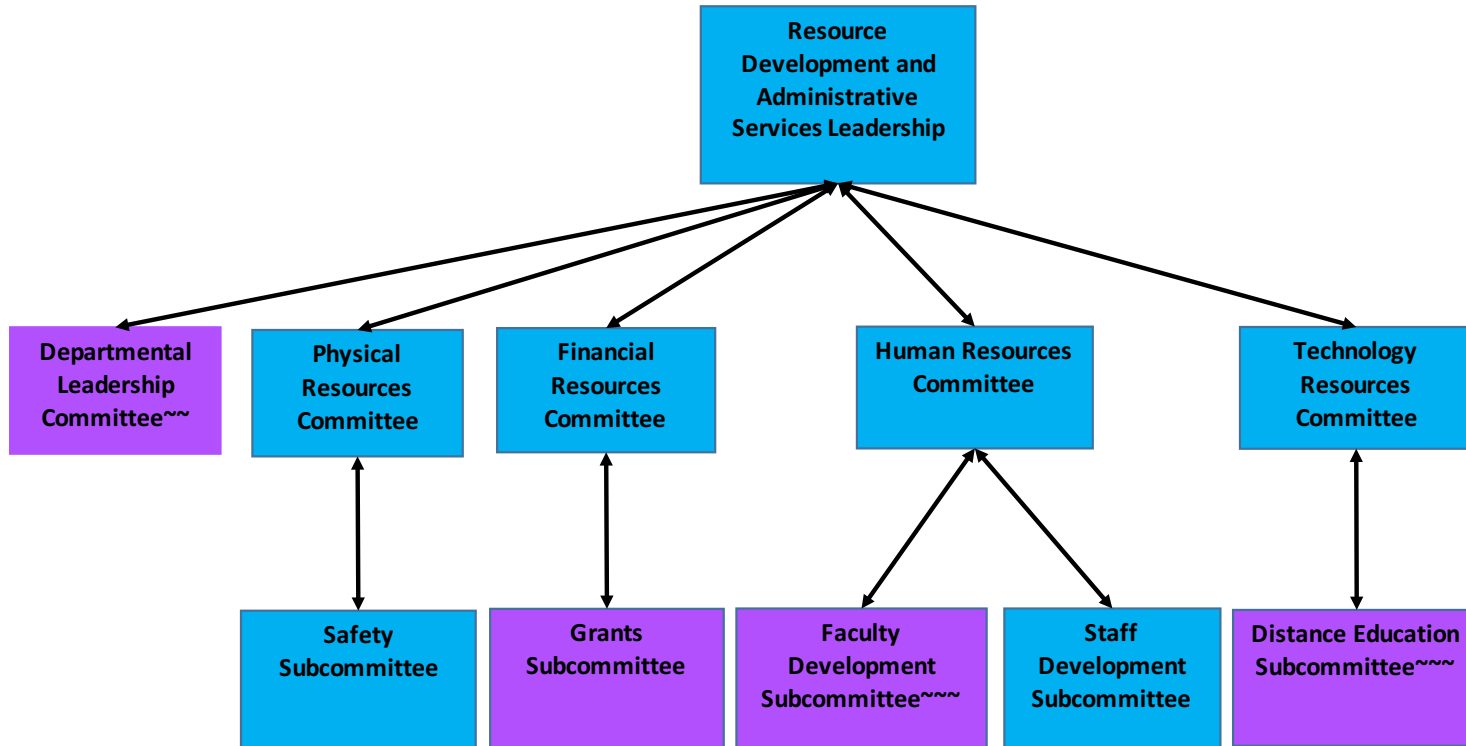 Resource
Development and
Administrative
Services Leadership
Departmental
Leadership
Committee~~
Physical
Resources
Committee
Financial
Resources
Committee
Human Resources
Committee
Technology
Resources
Committee
Safety
Subcommittee
Grants
Subcommittee
Faculty
Development
Subcommittee~~~
Staff
Development
Subcommittee
Distance Education
Subcommittee~~~